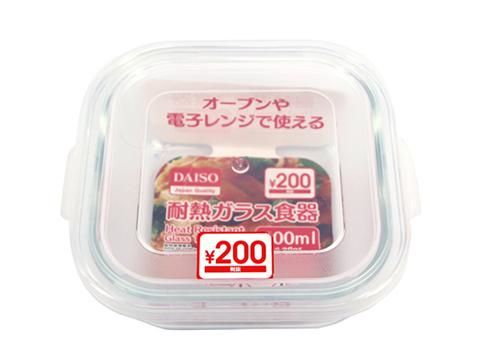 オーブンや
電子レンジで使える
DAISO
Japan Quality
¥200
耐熱ガラス食器
Heat Resistant
Glass
00ml
¥200
税抜